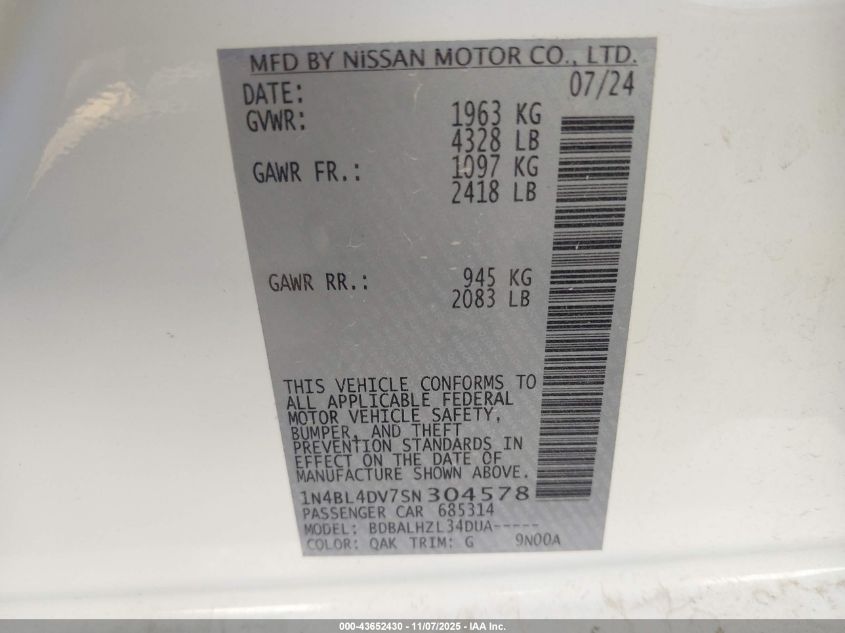 MFD BY NISSAN MOTOR CO., LTD.
DATE: 07/24
GVWR: 1963 KG
4328 LB
GAWR FR.: 1097 KG
2418 LB
GAWR RR.: 945 KG
2083 LB
THIS VEHICLE CONFORMS TO
ALL APPLICABLE FEDERAL
MOTOR VEHICLE SAFETY,
BUMPER, AND THEFT
PREVENTION STANDARDS IN
EFFECT ON THE DATE OF
MANUFACTURE SHOWN ABOVE.
1N4BL4DV7SN304578
PASSENGER CAR 685314
MODEL: BDBALHZL34DUA-----
COLOR: QAK TRIM: G 9N00A
000-43652430 - 11/07/2025 - IAA Inc.